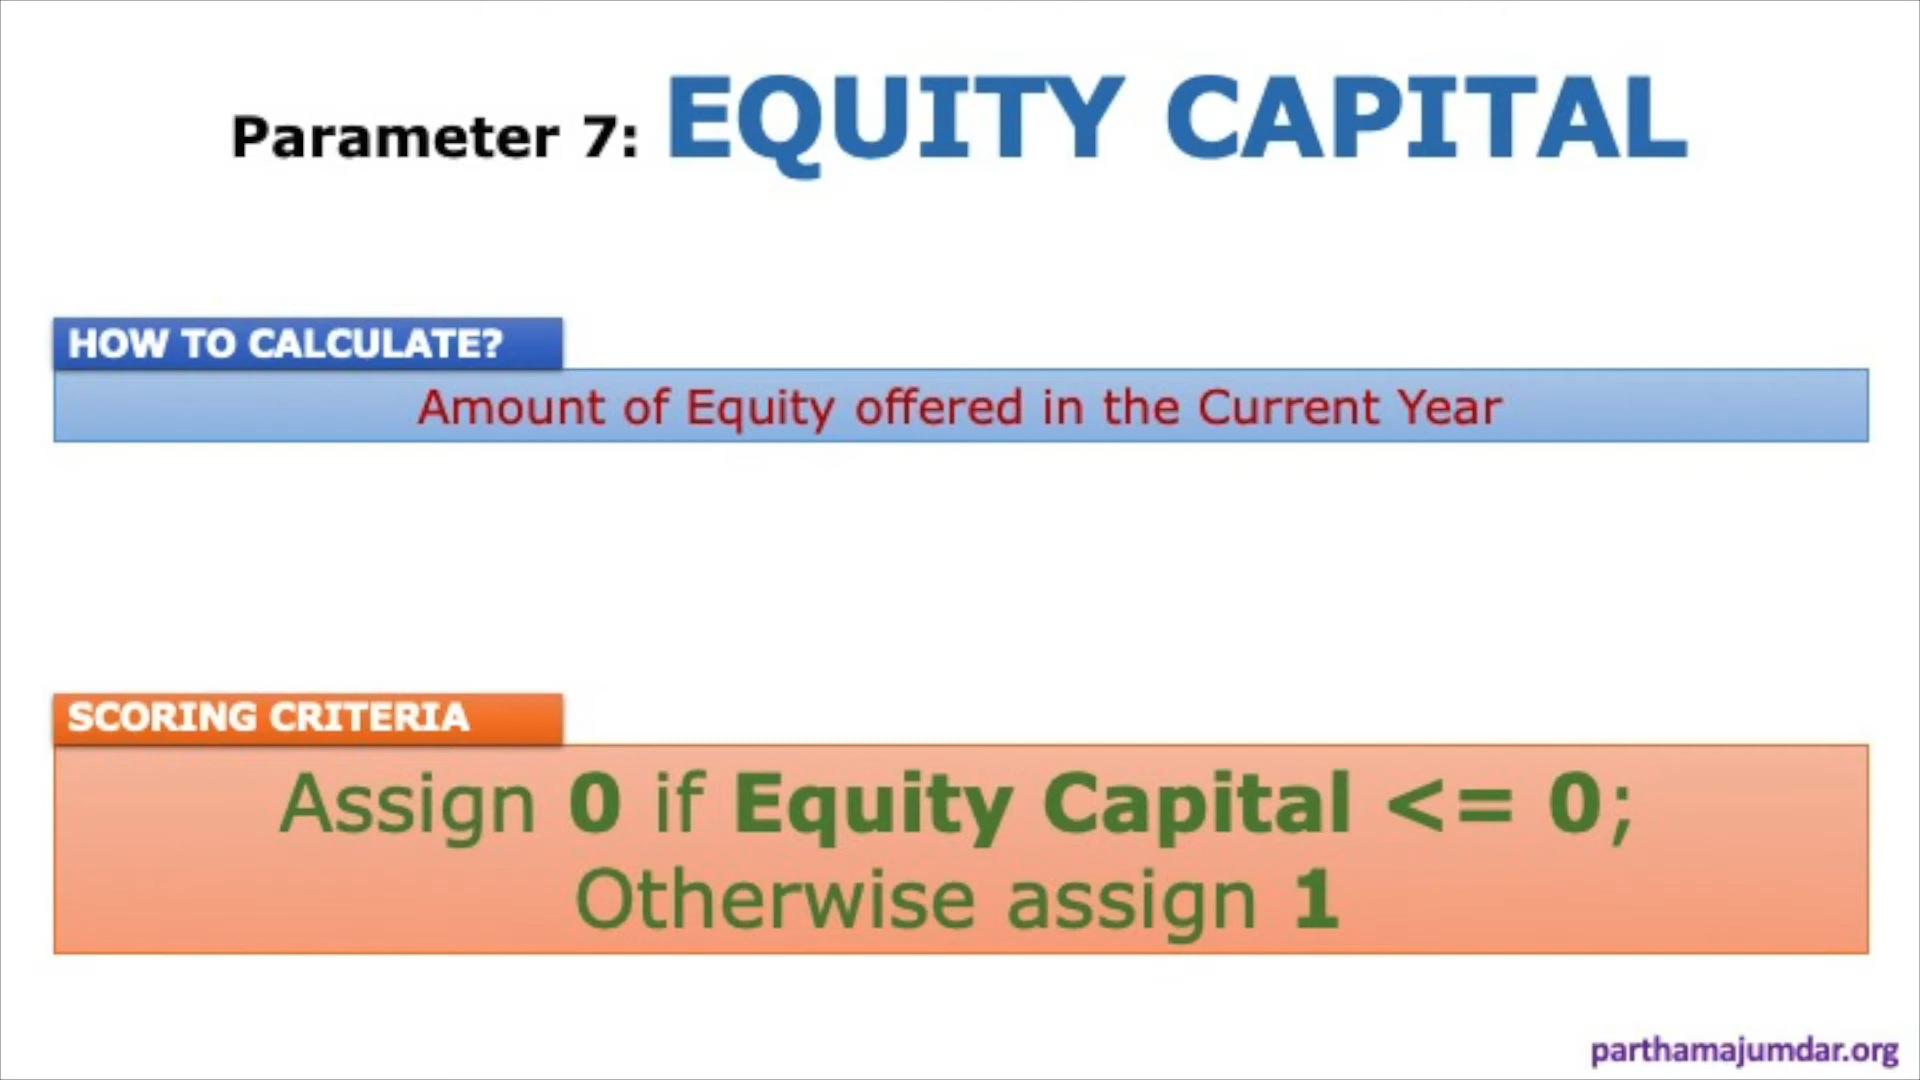 Parameter 7: EQUITY CAPITAL
HOW TO CALCULATE?
Amount of Equity offered in the Current Year
SCORING CRITERIA
Assign 0 if Equity Capital <= 0;
Otherwise assign 1
parthamajumdar.org